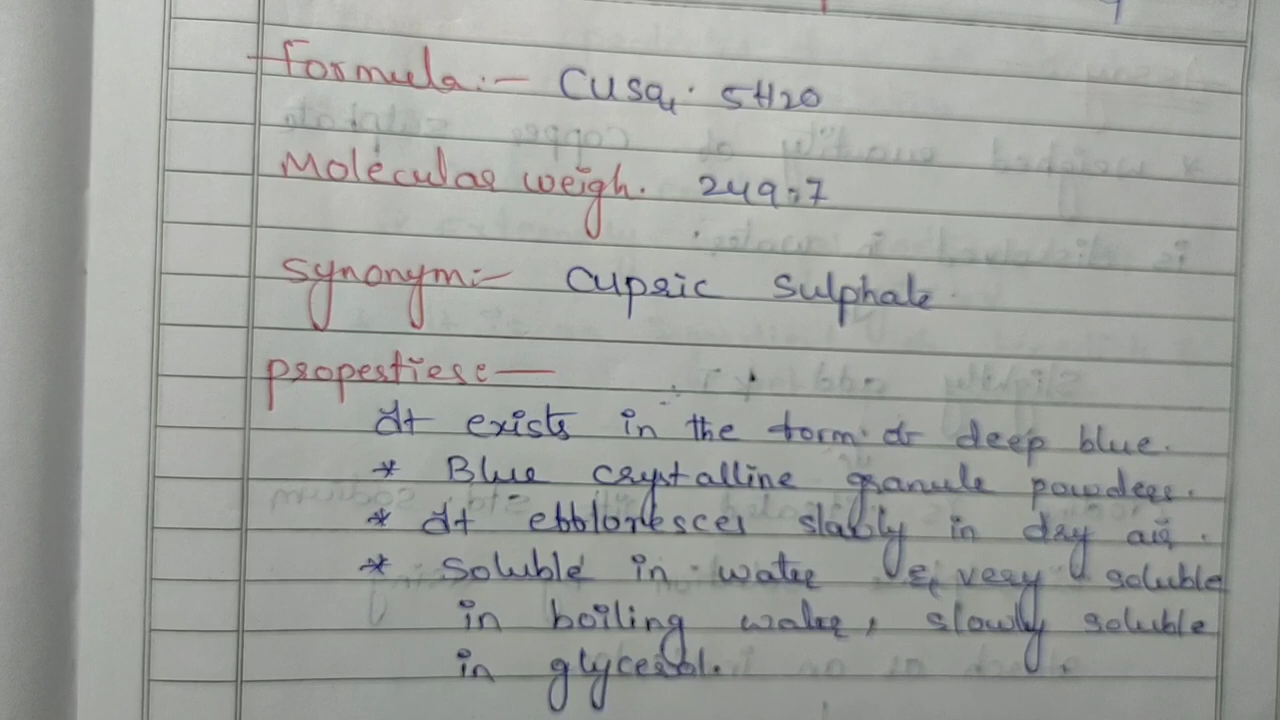 Formula :- CUSO4. 5H20
Molecular weigh. 249.7
Synonym :- Cupric Sulphate
properties :-
It exists in the form of deep blue.
* Blue crystalline granule powder.
* It effloresces slably in dry air.
* Soluble in water & very soluble
in boiling water, slowly soluble
in glycerol.